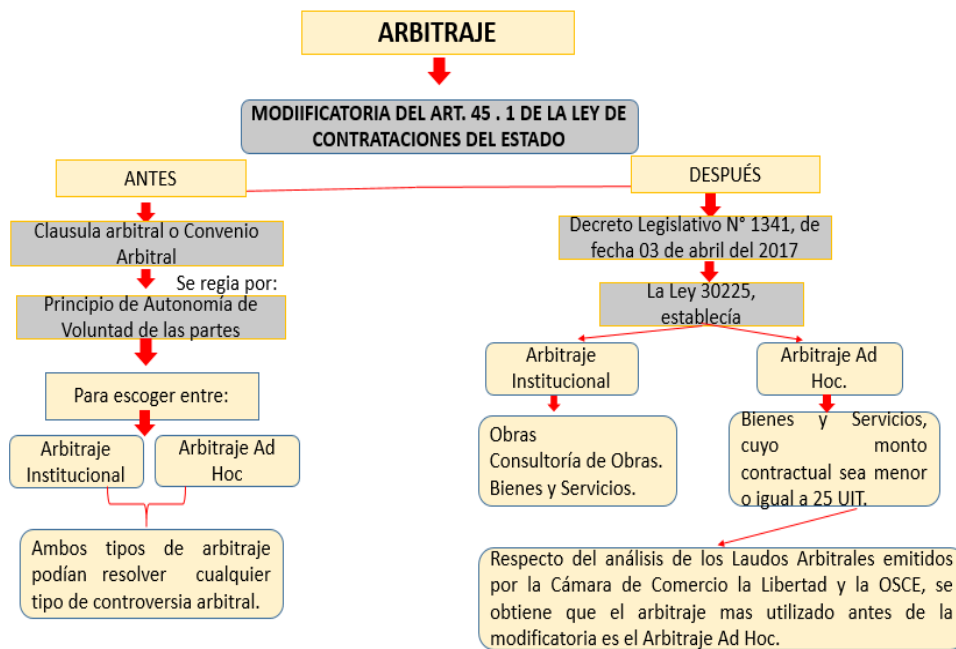 ARBITRAJE
MODIIFICATORIA DEL ART. 45 . 1 DE LA LEY DE
CONTRATACIONES DEL ESTADO
ANTES
Clausula arbitral o Convenio
Arbitral
Se regia por:
Principio de Autonomía de
Voluntad de las partes
Para escoger entre:
Arbitraje
Institucional
Arbitraje Ad
Hoc
Ambos tipos de arbitraje
podían resolver cualquier
tipo de controversia arbitral.
DESPUÉS
Decreto Legislativo N° 1341, de
fecha 03 de abril del 2017
La Ley 30225,
establecía
Arbitraje
Institucional
Obras
Consultoría de Obras.
Bienes y Servicios.
Arbitraje Ad
Hoc.
Bienes y Servicios,
cuyo monto
contractual sea menor
o igual a 25 UIT.
Respecto del análisis de los Laudos Arbitrales emitidos
por la Cámara de Comercio la Libertad y la OSCE, se
obtiene que el arbitraje mas utilizado antes de la
modificatoria es el Arbitraje Ad Hoc.